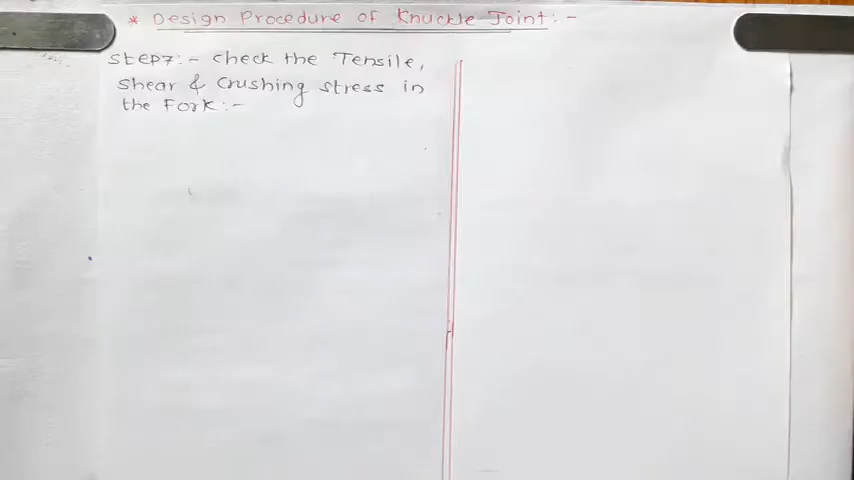 * Design Procedure of Knuckle Joint:-
Step7:- check the Tensile,
shear & Crushing stress in
the Fork:-